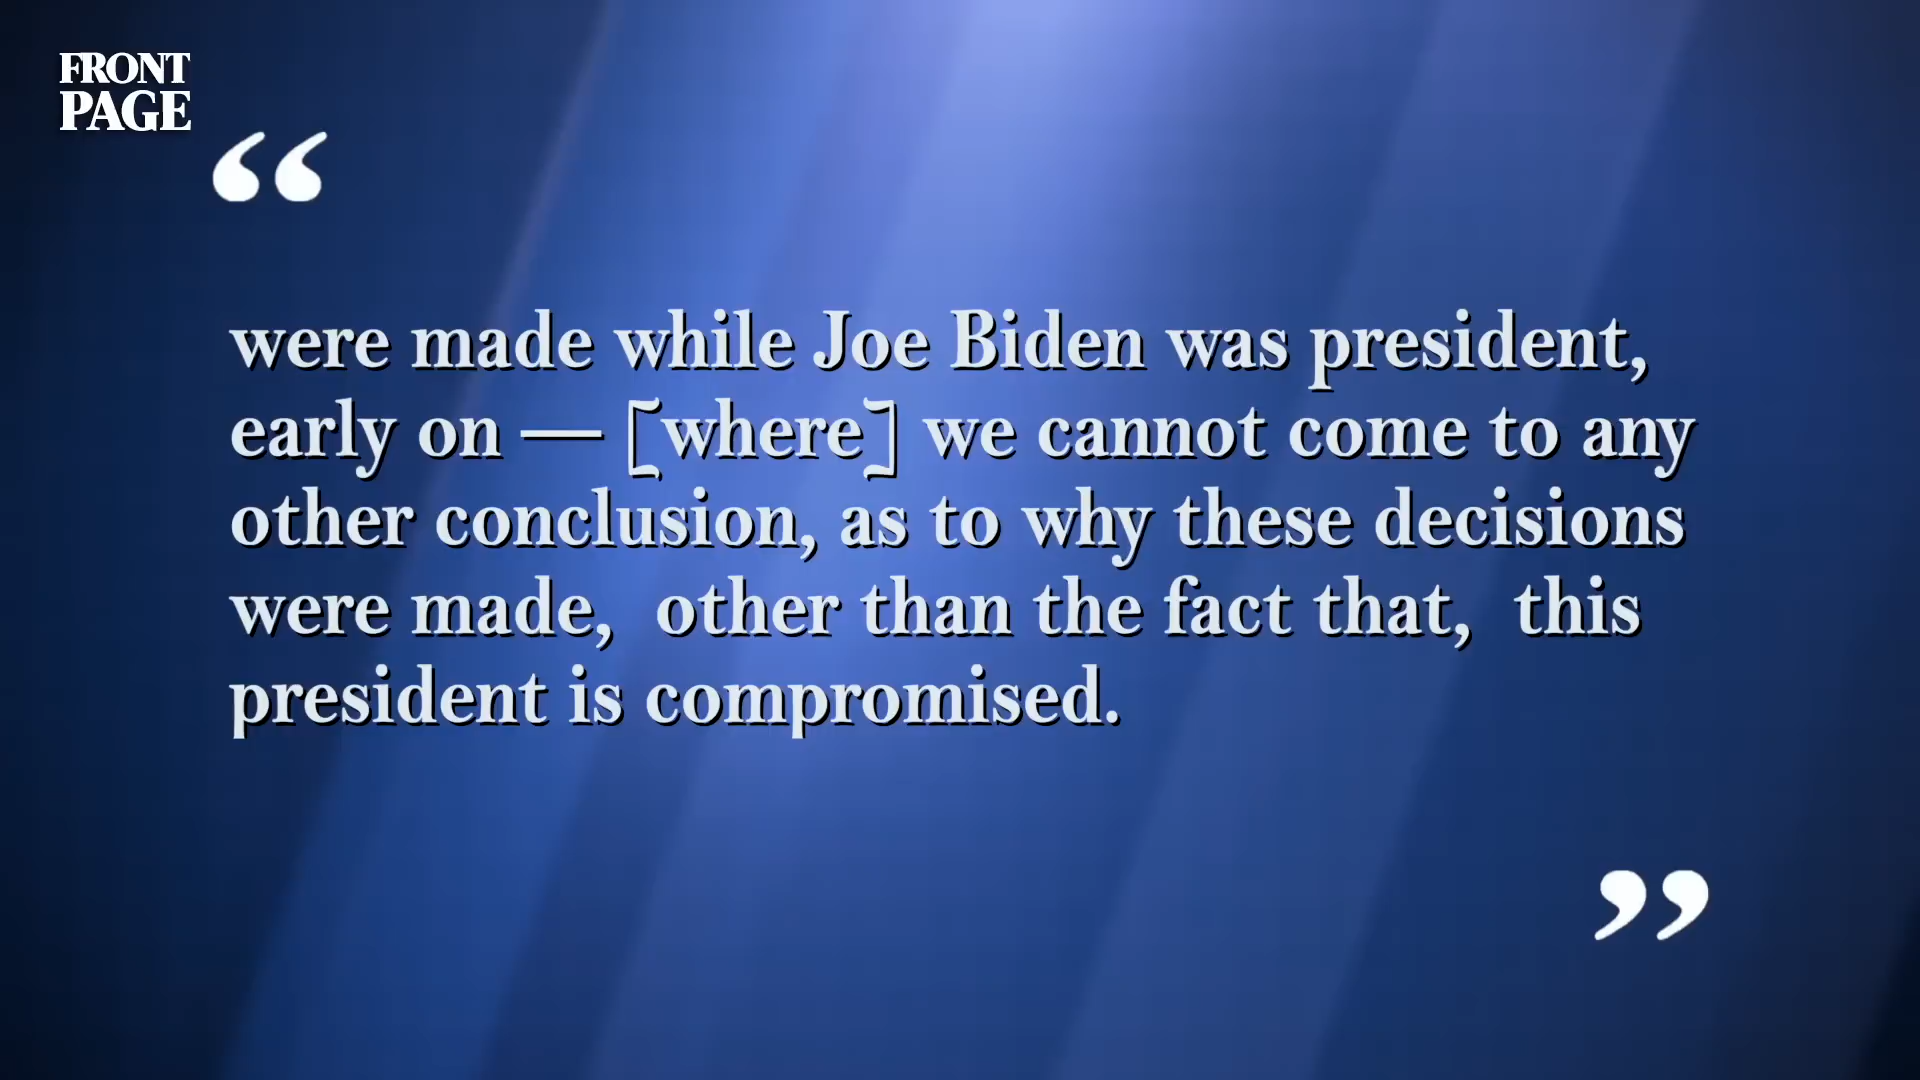 FRONT
PAGE
“
were made while Joe Biden was president,
early on — [where] we cannot come to any
other conclusion, as to why these decisions
were made,  other than the fact that,  this
president is compromised.
”